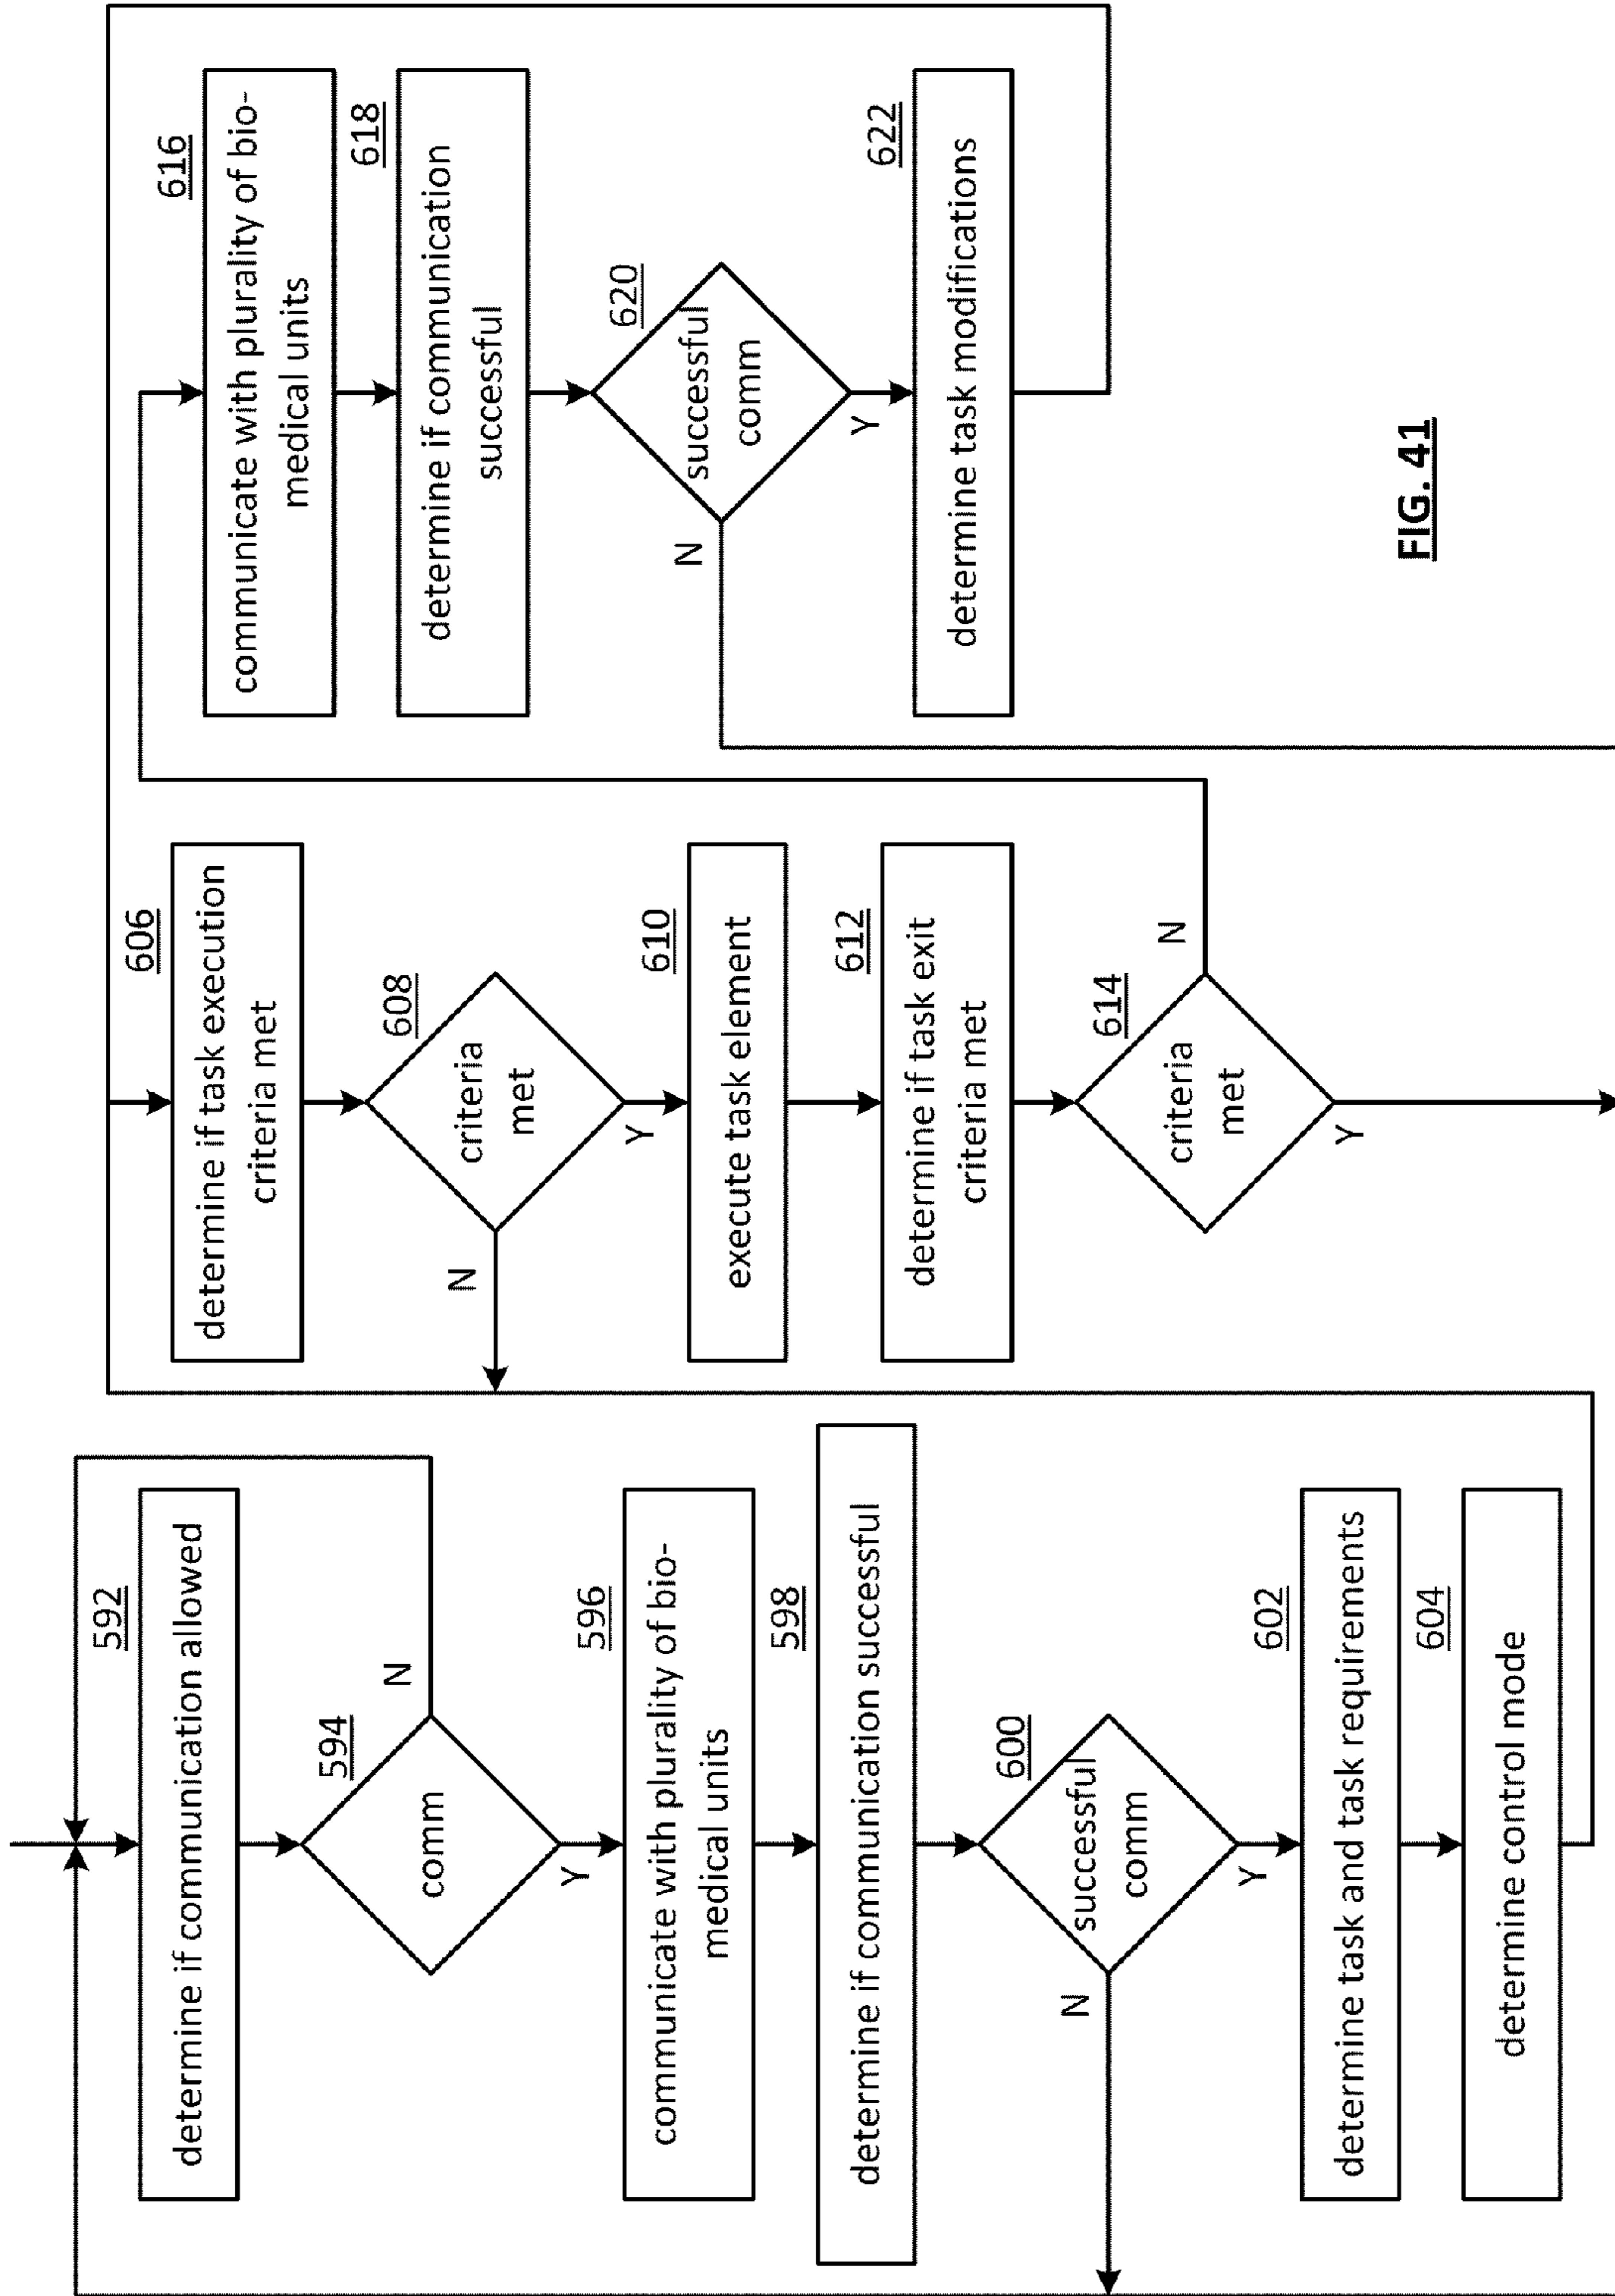 592
determine if communication allowed
594
comm
N
Y
596
communicate with plurality of bio-
medical units
598
determine if communication successful
600
successful
comm
N
Y
602
determine task and task requirements
604
determine control mode
606
determine if task execution
criteria met
608
criteria
met
N
Y
610
execute task element
612
determine if task exit
criteria met
614
criteria
met
N
Y
616
communicate with plurality of bio-
medical units
618
determine if communication
successful
620
successful
comm
N
Y
622
determine task modifications
FIG. 41